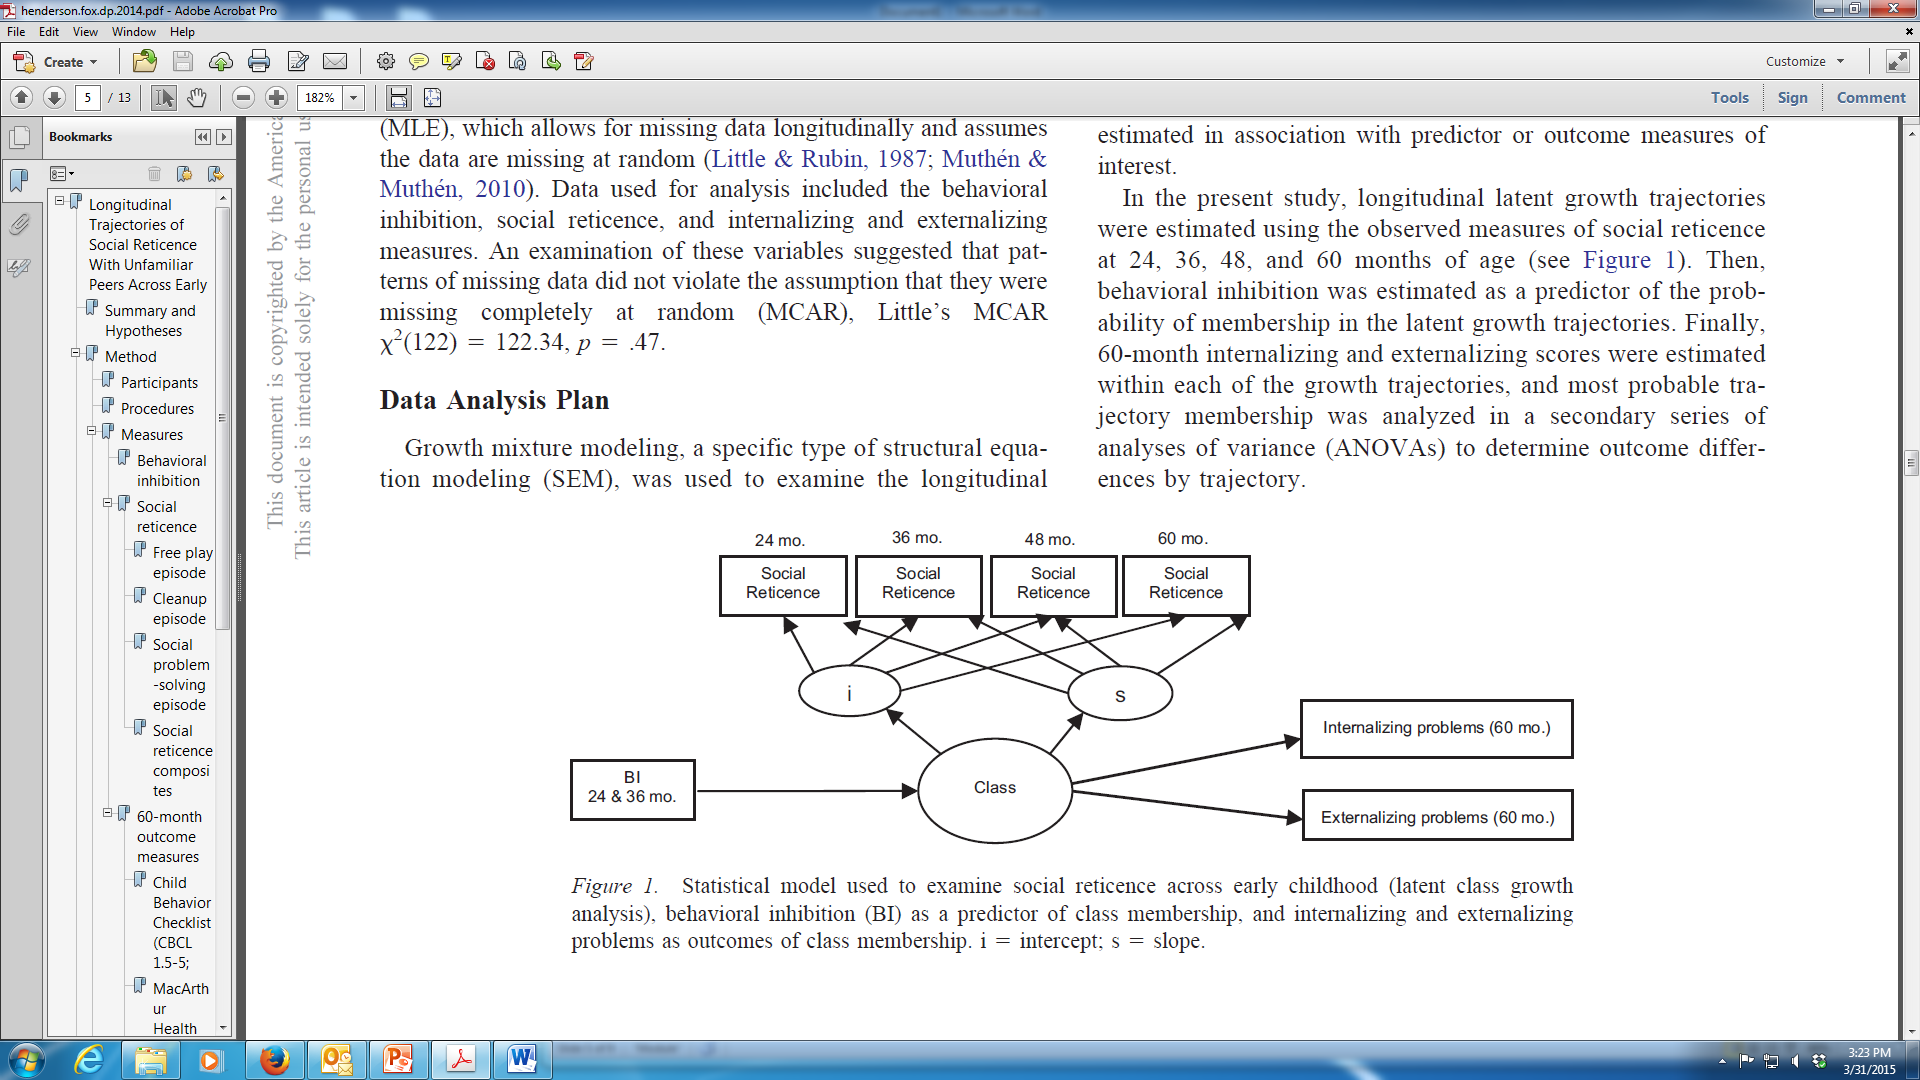 henderson.fox.dp.2014.pdf - Adobe Acrobat Pro
File Edit View Window Help
Create
Customize
5 / 13
182%
Tools Sign Comment
Bookmarks
Longitudinal
Trajectories of
Social Reticence
With Unfamiliar
Peers Across Early
Summary and
Hypotheses
Method
Participants
Procedures
Measures
Behavioral
inhibition
Social
reticence
Free play
episode
Cleanup
episode
Social
problem
-solving
episode
Social
reticence
composi
tes
60-month
outcome
measures
Child
Behavior
Checklist
(CBCL
1.5-5;
MacArth
ur
Health
This document is copyrighted by the America
This article is intended solely for the personal us
(MLE), which allows for missing data longitudinally and assumes
the data are missing at random (Little & Rubin, 1987; Muthén &
Muthén, 2010). Data used for analysis included the behavioral
inhibition, social reticence, and internalizing and externalizing
measures. An examination of these variables suggested that pat-
terns of missing data did not violate the assumption that they were
missing completely at random (MCAR), Little's MCAR
χ²(122) = 122.34, p = .47.
Data Analysis Plan
Growth mixture modeling, a specific type of structural equa-
tion modeling (SEM), was used to examine the longitudinal
estimated in association with predictor or outcome measures of
interest.
In the present study, longitudinal latent growth trajectories
were estimated using the observed measures of social reticence
at 24, 36, 48, and 60 months of age (see Figure 1). Then,
behavioral inhibition was estimated as a predictor of the prob-
ability of membership in the latent growth trajectories. Finally,
60-month internalizing and externalizing scores were estimated
within each of the growth trajectories, and most probable tra-
jectory membership was analyzed in a secondary series of
analyses of variance (ANOVAs) to determine outcome differ-
ences by trajectory.
24 mo. 36 mo. 48 mo. 60 mo.
Social Social Social Social
Reticence Reticence Reticence Reticence
i s
Internalizing problems (60 mo.)
BI
24 & 36 mo.
Class
Externalizing problems (60 mo.)
Figure 1. Statistical model used to examine social reticence across early childhood (latent class growth
analysis), behavioral inhibition (BI) as a predictor of class membership, and internalizing and externalizing
problems as outcomes of class membership. i = intercept; s = slope.
3:23 PM
3/31/2015